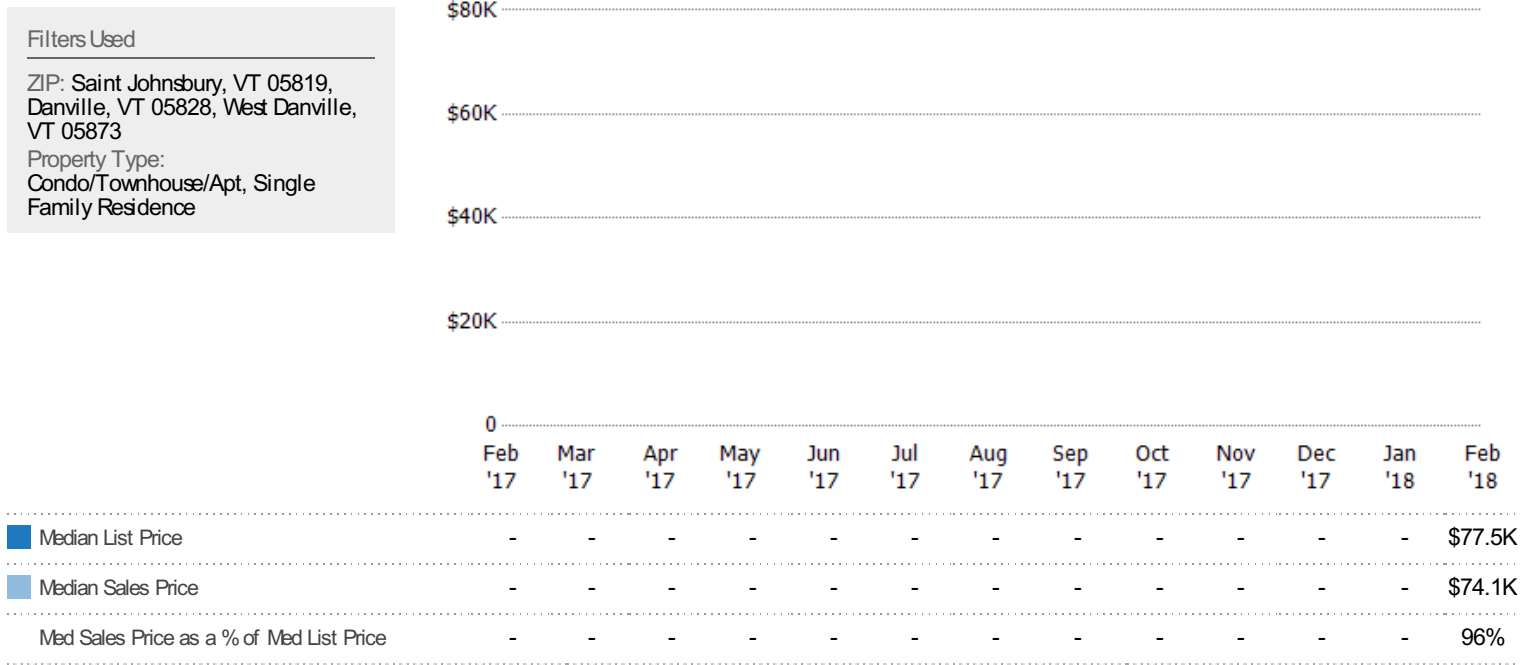 Filters Used
ZIP: Saint Johnsbury, VT 05819,
Danville, VT 05828, West Danville,
VT 05873
Property Type:
Condo/Townhouse/Apt, Single
Family Residence
$80K
$60K
$40K
$20K
0
Feb Mar Apr May Jun Jul Aug Sep Oct Nov Dec Jan Feb
'17 '17 '17 '17 '17 '17 '17 '17 '17 '17 '17 '18 '18
Median List Price - - - - - - - - - - - - $77.5K
Median Sales Price - - - - - - - - - - - - $74.1K
Med Sales Price as a % of Med List Price - - - - - - - - - - - - 96%